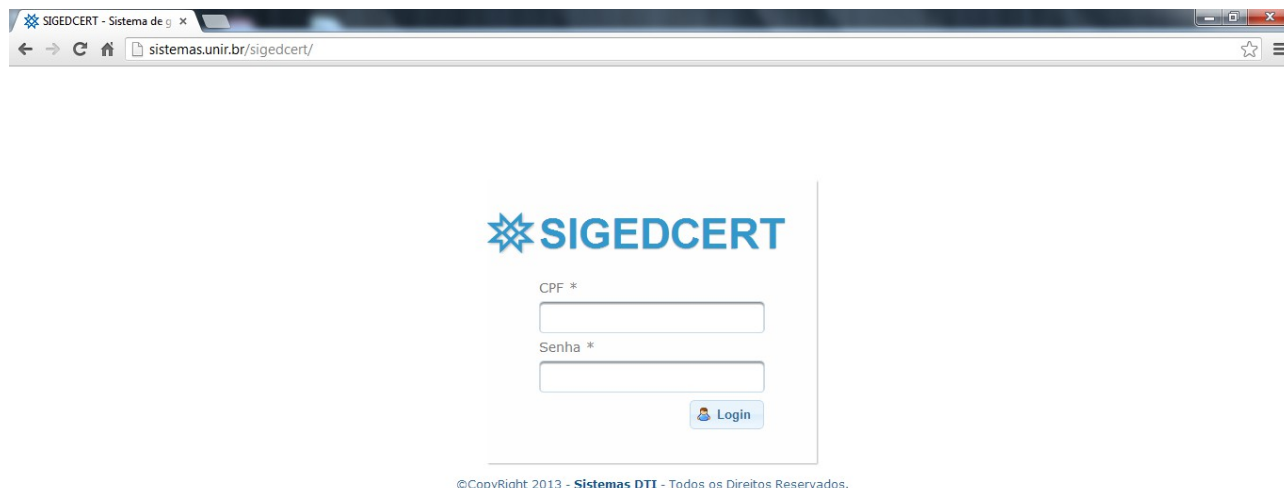 SIGEDCERT - Sistema de g
sistemas.unir.br/sigedcert/
SIGEDCERT
CPF *
Senha *
Login
©CopyRight 2013 - Sistemas DTI - Todos os Direitos Reservados.